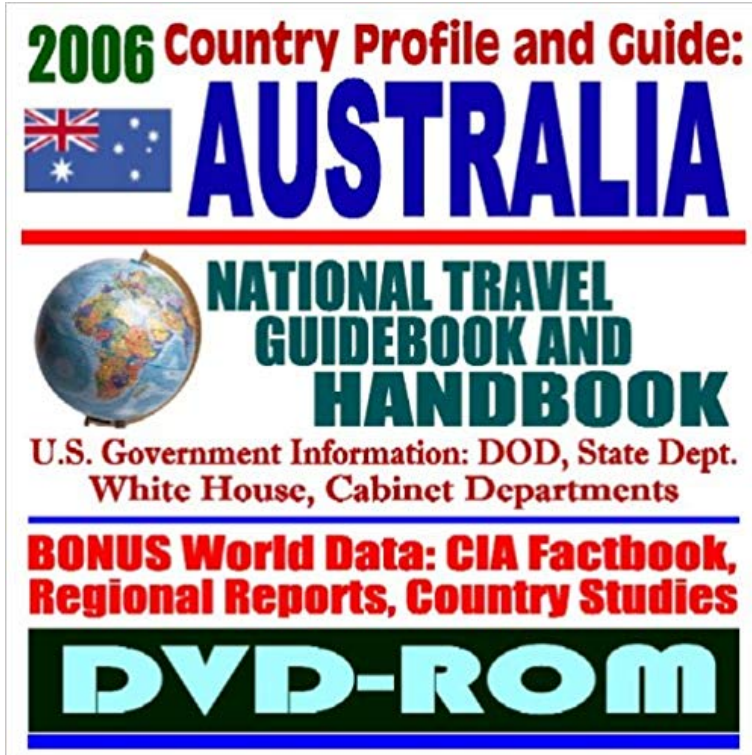 2006 Country Profile and Guide:
AUSTRALIA
NATIONAL TRAVEL
GUIDEBOOK AND
HANDBOOK
U.S. Government Information: DOD, State Dept.
White House, Cabinet Departments
BONUS World Data: CIA Factbook,
Regional Reports, Country Studies
DVD-ROM